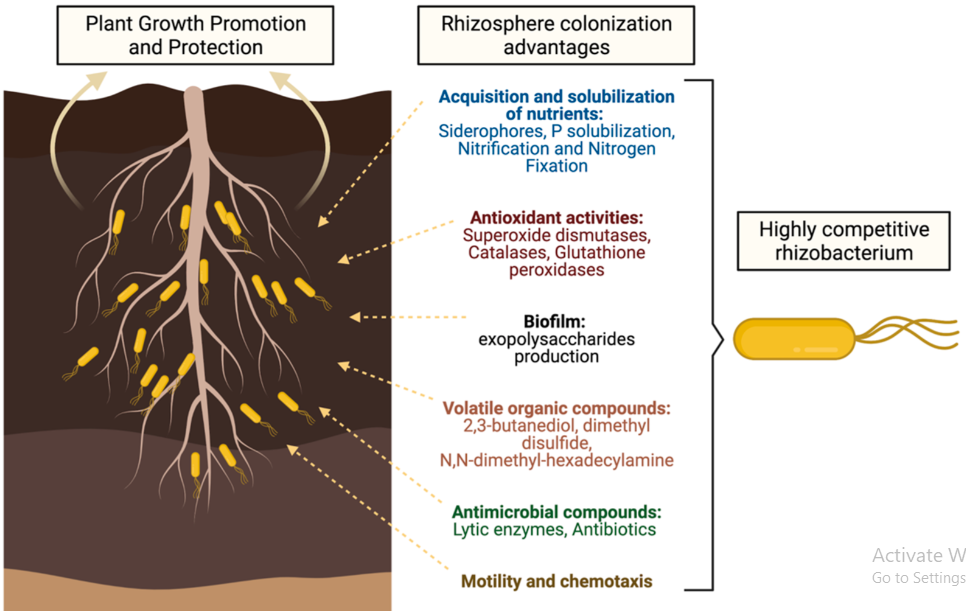 Plant Growth Promotion
and Protection
Rhizosphere colonization
advantages
Acquisition and solubilization
of nutrients:
Siderophores, P solubilization,
Nitrification and Nitrogen
Fixation
Antioxidant activities:
Superoxide dismutases,
Catalases, Glutathione
peroxidases
Biofilm:
exopolysaccharides
production
Volatile organic compounds:
2,3-butanediol, dimethyl
disulfide,
N,N-dimethyl-hexadecylamine
Antimicrobial compounds:
Lytic enzymes, Antibiotics
Motility and chemotaxis
Highly competitive
rhizobacterium
Activate W
Go to Settings